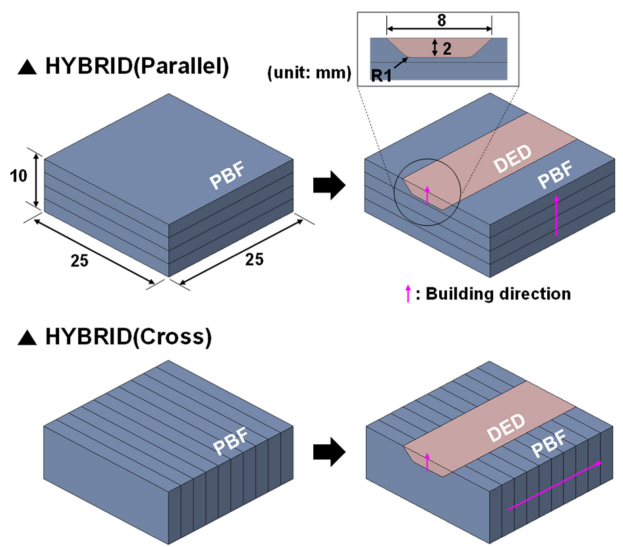 8
2
R1
(unit: mm)
▲ HYBRID(Parallel)
PBF
10
25
25
DED
PBF
↑: Building direction
▲ HYBRID(Cross)
PBF
DED
PBF